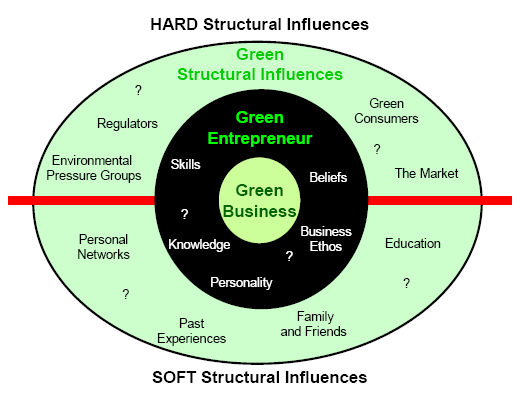 HARD Structural Influences
Green
Structural Influences
?
Regulators
Environmental
Pressure Groups
Green
Consumers
?
The Market
Green
Entrepreneur
Skills
Beliefs
Green
Business
?
Knowledge
Business
Ethos
?
Personality
Personal
Networks
?
Past
Experiences
Family
and Friends
Education
?
SOFT Structural Influences